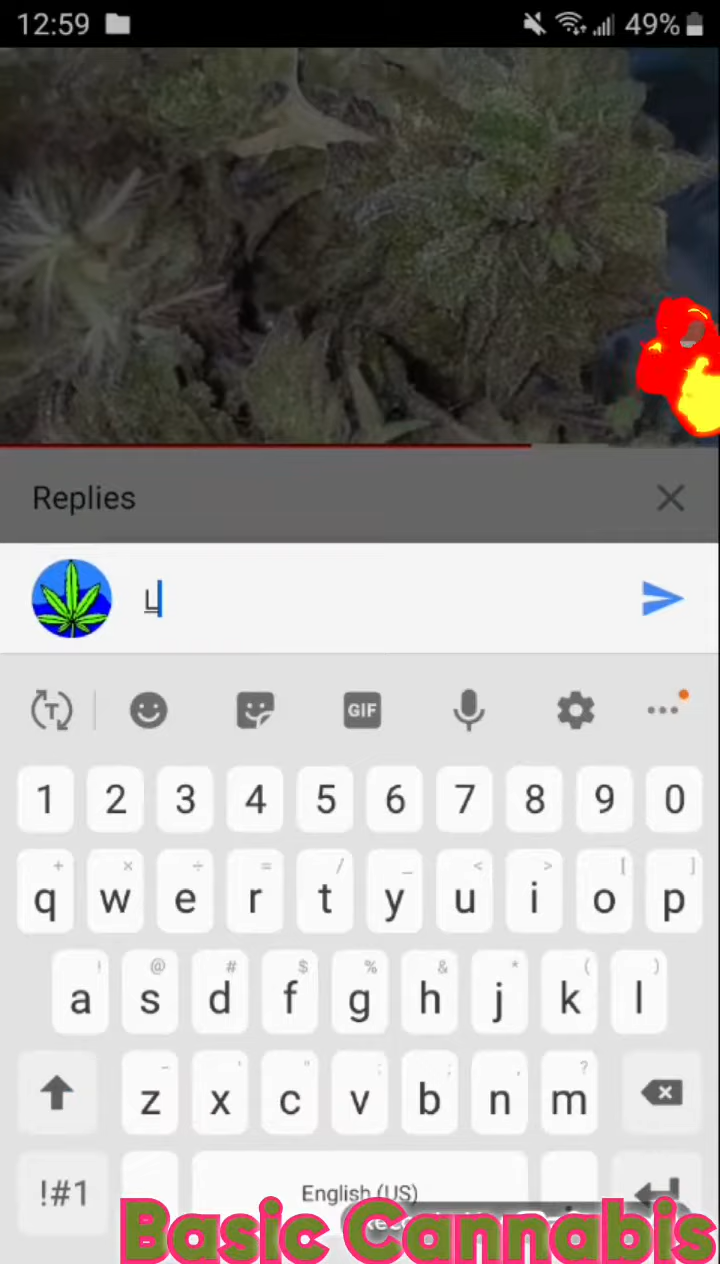 12:59
49%
Replies
L
GIF
1 2 3 4 5 6 7 8 9 0
+ × ÷ = / _ < > [ ]
q w e r t y u i o p
! @ # $ % & * ( )
a s d f g h j k l
- ' " : ; , ?
z x c v b n m
!#1 English (US)
Basic Cannabis